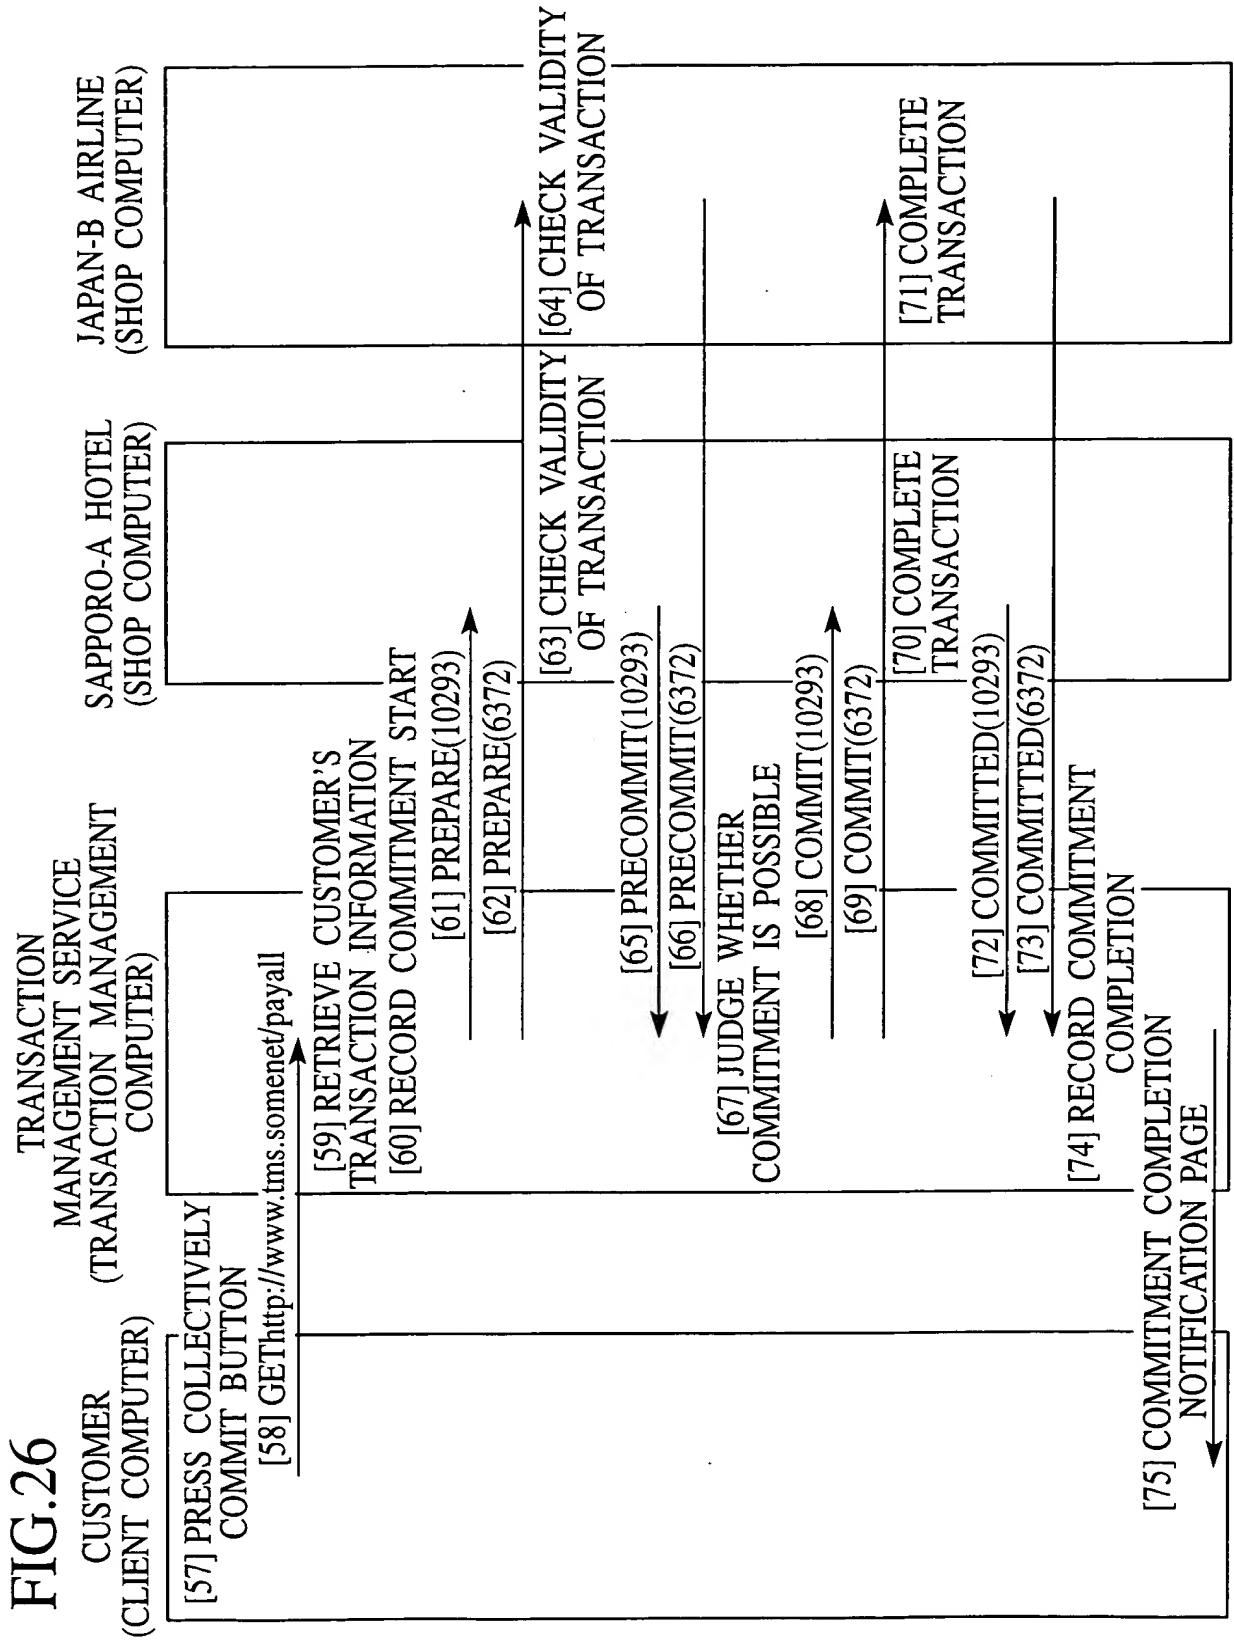 FIG.26
CUSTOMER
(CLIENT COMPUTER)
TRANSACTION
MANAGEMENT SERVICE
(TRANSACTION MANAGEMENT
COMPUTER)
SAPPORO-A HOTEL
(SHOP COMPUTER)
JAPAN-B AIRLINE
(SHOP COMPUTER)
[57] PRESS COLLECTIVELY
COMMIT BUTTON
[58] GEThttp://www.tms.somenet/payall
[59] RETRIEVE CUSTOMER'S
TRANSACTION INFORMATION
[60] RECORD COMMITMENT START
[61] PREPARE(10293)
[62] PREPARE(6372)
[63] CHECK VALIDITY
OF TRANSACTION
[64] CHECK VALIDITY
OF TRANSACTION
[65] PRECOMMIT(10293)
[66] PRECOMMIT(6372)
[67] JUDGE WHETHER
COMMITMENT IS POSSIBLE
[68] COMMIT(10293)
[69] COMMIT(6372)
[70] COMPLETE
TRANSACTION
[71] COMPLETE
TRANSACTION
[72] COMMITTED(10293)
[73] COMMITTED(6372)
[74] RECORD COMMITMENT
COMPLETION
[75] COMMITMENT COMPLETION
NOTIFICATION PAGE